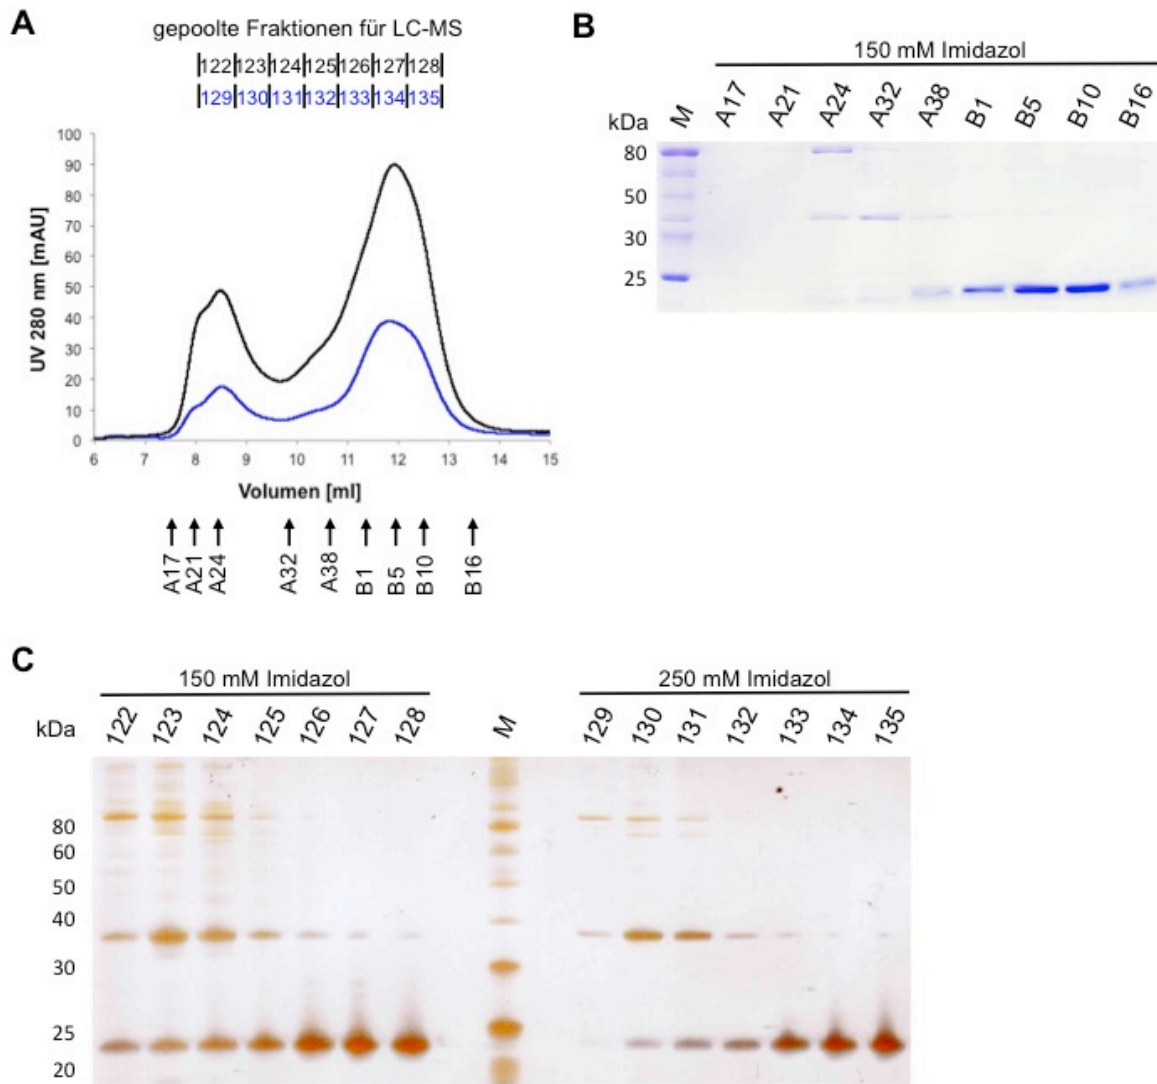 A
gepoolte Fraktionen für LC-MS
|122|123|124|125|126|127|128|
|129|130|131|132|133|134|135|
100
90
80
70
60
50
40
30
20
10
0
UV 280 nm [mAU]
6 7 8 9 10 11 12 13 14 15
Volumen [ml]
A17 A21 A24 A32 A38 B1 B5 B10 B16
B
150 mM Imidazol
kDa M A17 A21 A24 A32 A38 B1 B5 B10 B16
80
50
30
25
C
150 mM Imidazol 250 mM Imidazol
kDa 122 123 124 125 126 127 128 M 129 130 131 132 133 134 135
80
60
50
40
30
25
20